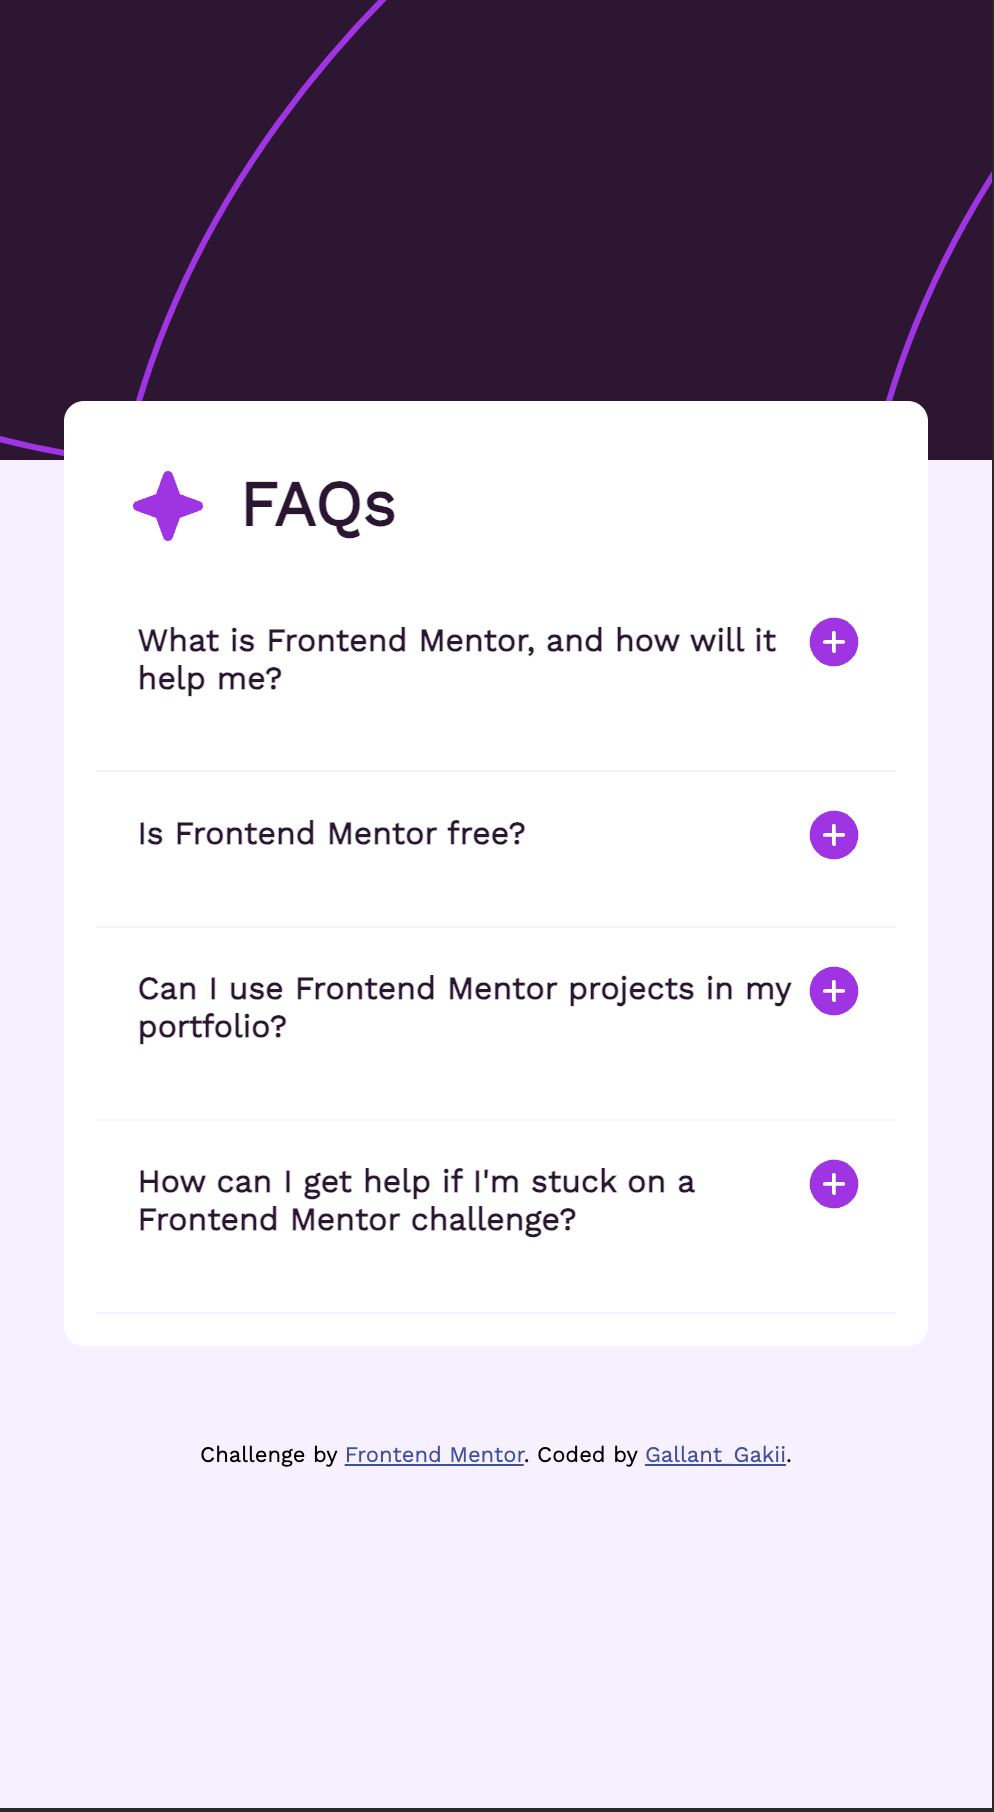 FAQs
What is Frontend Mentor, and how will it
help me?
Is Frontend Mentor free?
Can I use Frontend Mentor projects in my
portfolio?
How can I get help if I'm stuck on a
Frontend Mentor challenge?
Challenge by Frontend Mentor. Coded by Gallant_Gakii.